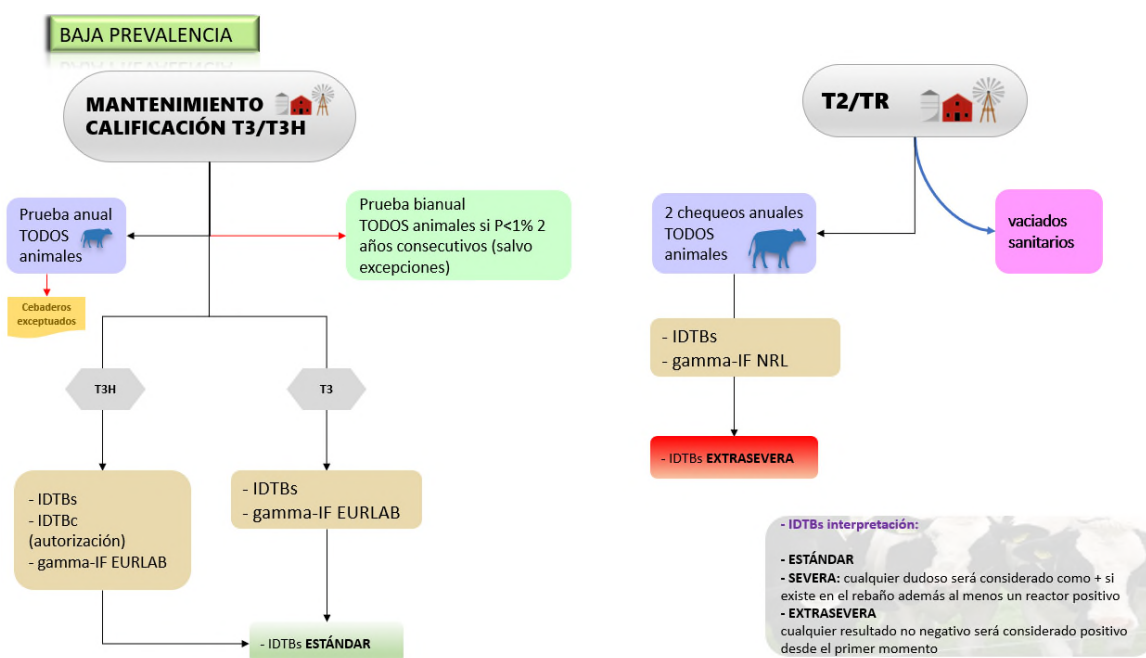 BAJA PREVALENCIA
MANTENIMIENTO
CALIFICACIÓN T3/T3H
Prueba anual
TODOS
animales
Cebaderos
exceptuados
Prueba bianual
TODOS animales si P<1% 2
años consecutivos (salvo
excepciones)
T3H
T3
- IDTBs
- IDTBc
(autorización)
- gamma-IF EURLAB
- IDTBs
- gamma-IF EURLAB
- IDTBs ESTÁNDAR
T2/TR
2 chequeos anuales
TODOS
animales
vaciados
sanitarios
- IDTBs
- gamma-IF NRL
- IDTBs EXTRASEVERA
- IDTBs interpretación:
- ESTÁNDAR
- SEVERA: cualquier dudoso será considerado como + si
existe en el rebaño además al menos un reactor positivo
- EXTRASEVERA
cualquier resultado no negativo será considerado positivo
desde el primer momento